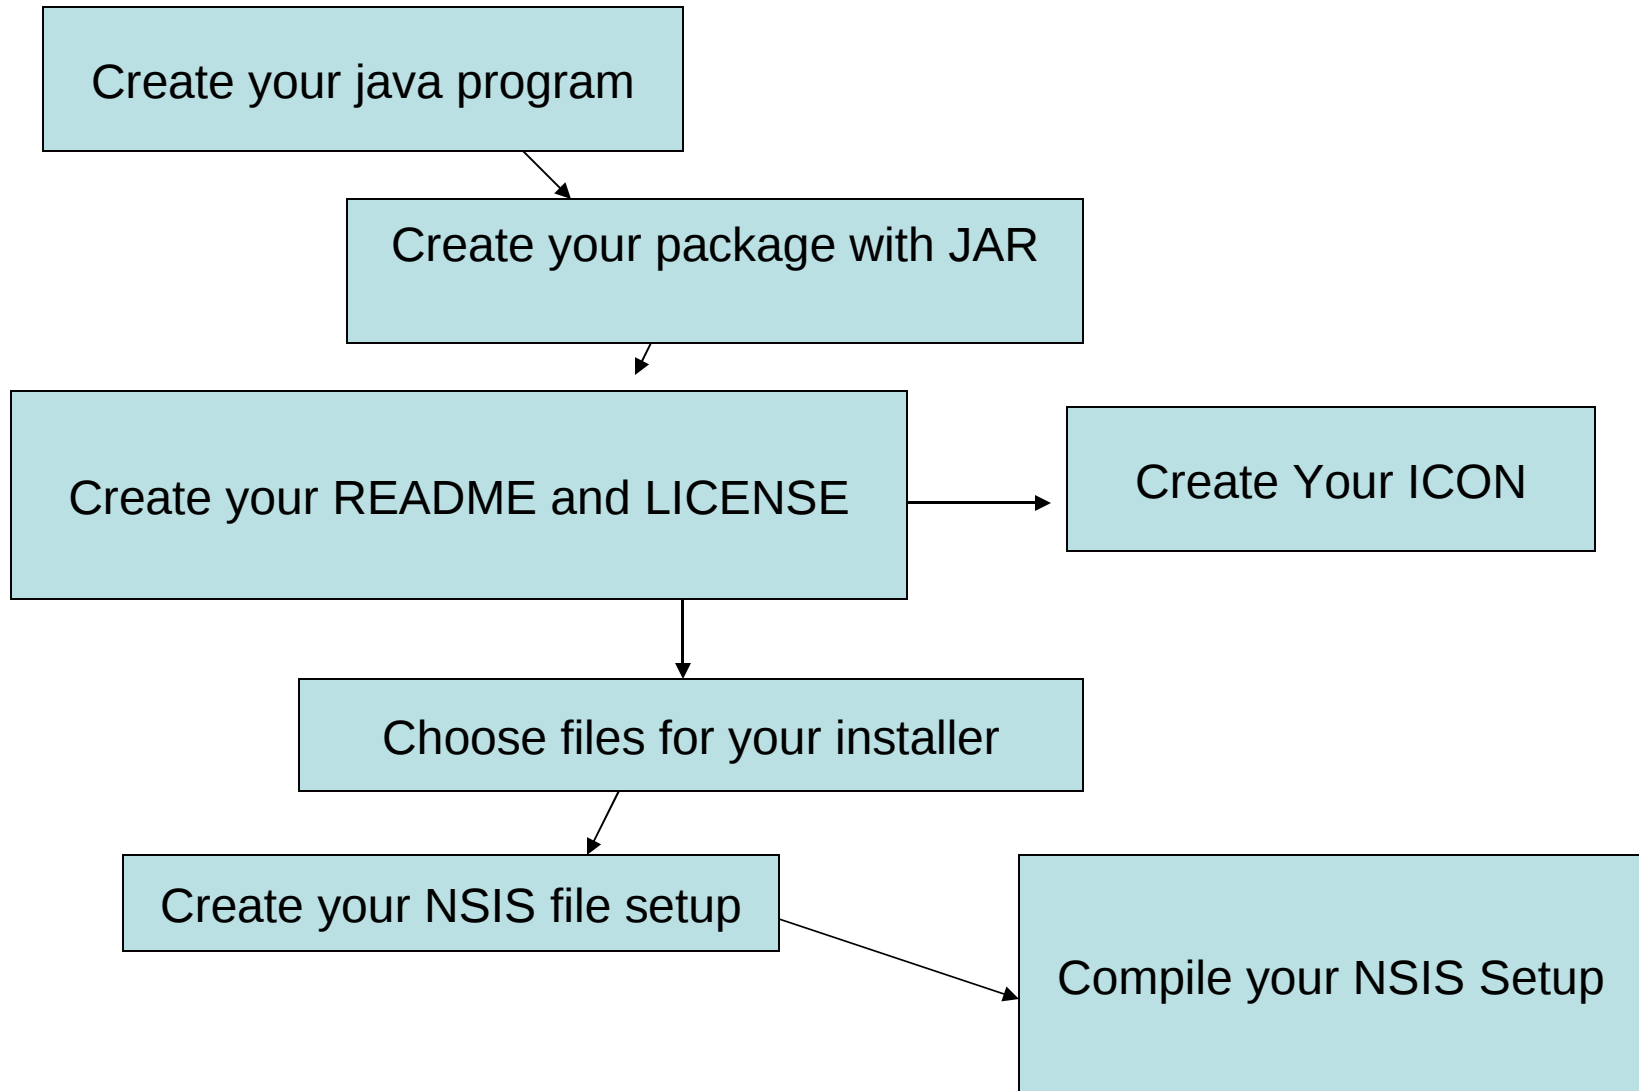 Create your java program
Create your package with JAR
Create your README and LICENSE
Create Your ICON
Choose files for your installer
Create your NSIS file setup
Compile your NSIS Setup